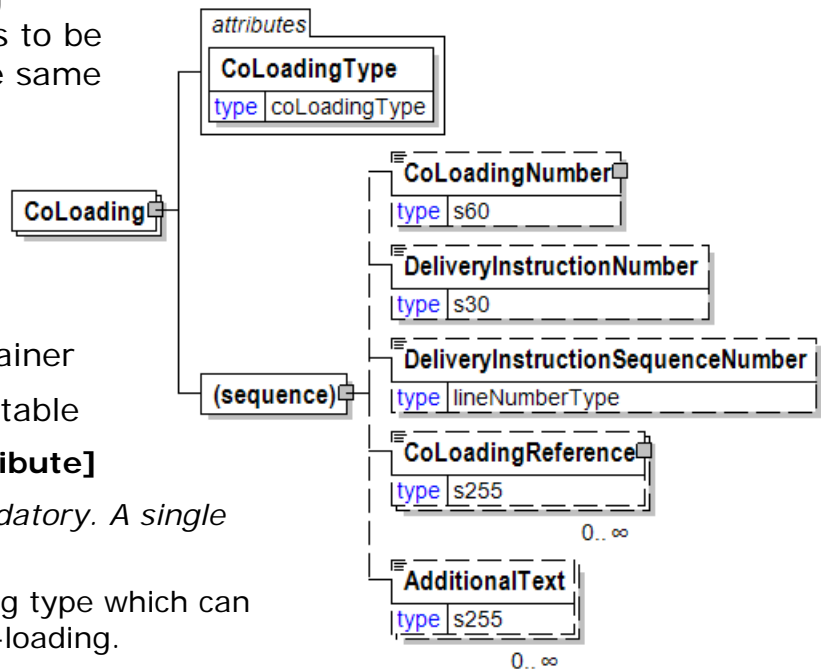 s to be
e same
attributes
CoLoadingType
type coLoadingType
CoLoading
CoLoadingNumber
type s60
DeliveryInstructionNumber
type s30
DeliveryInstructionSequenceNumber
type lineNumberType
(sequence)
CoLoadingReference
type s255
0.. ∞
AdditionalText
type s255
0.. ∞
ainer
table
ibute]
datory. A single
g type which can
-loading.